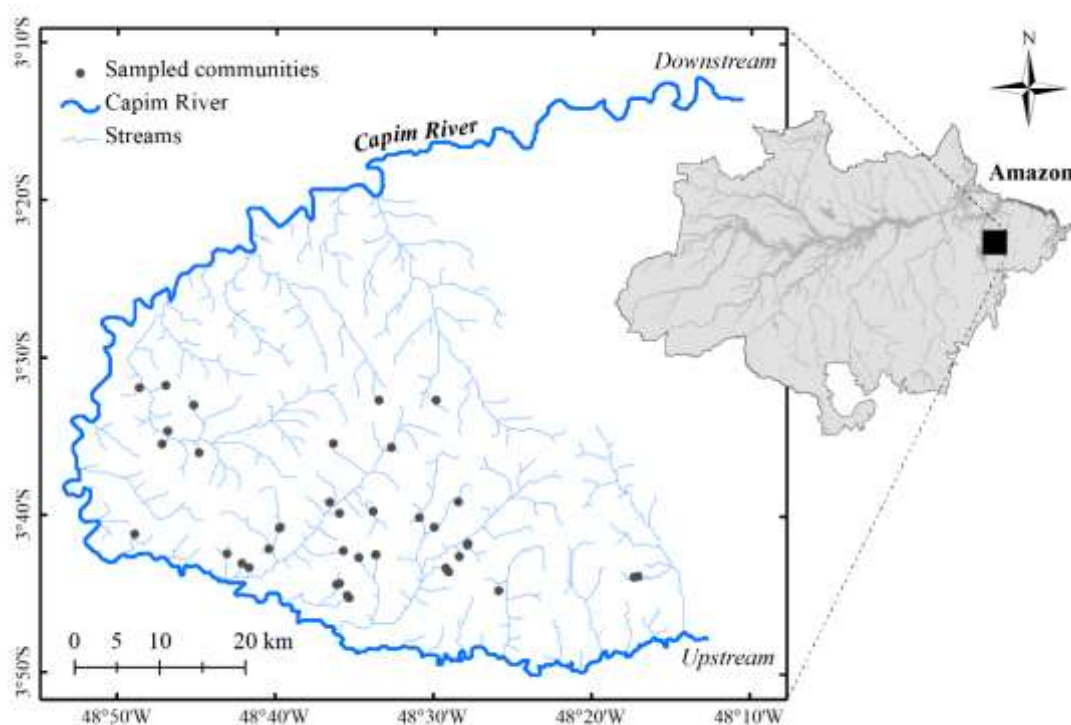 3°10'S
3°20'S
3°30'S
3°40'S
3°50'S
Sampled communities
Capim River
Streams
Downstream
Capim River
N
Amazon
0 5 10 20 km
Upstream
48°50'W 48°40'W 48°30'W 48°20'W 48°10'W